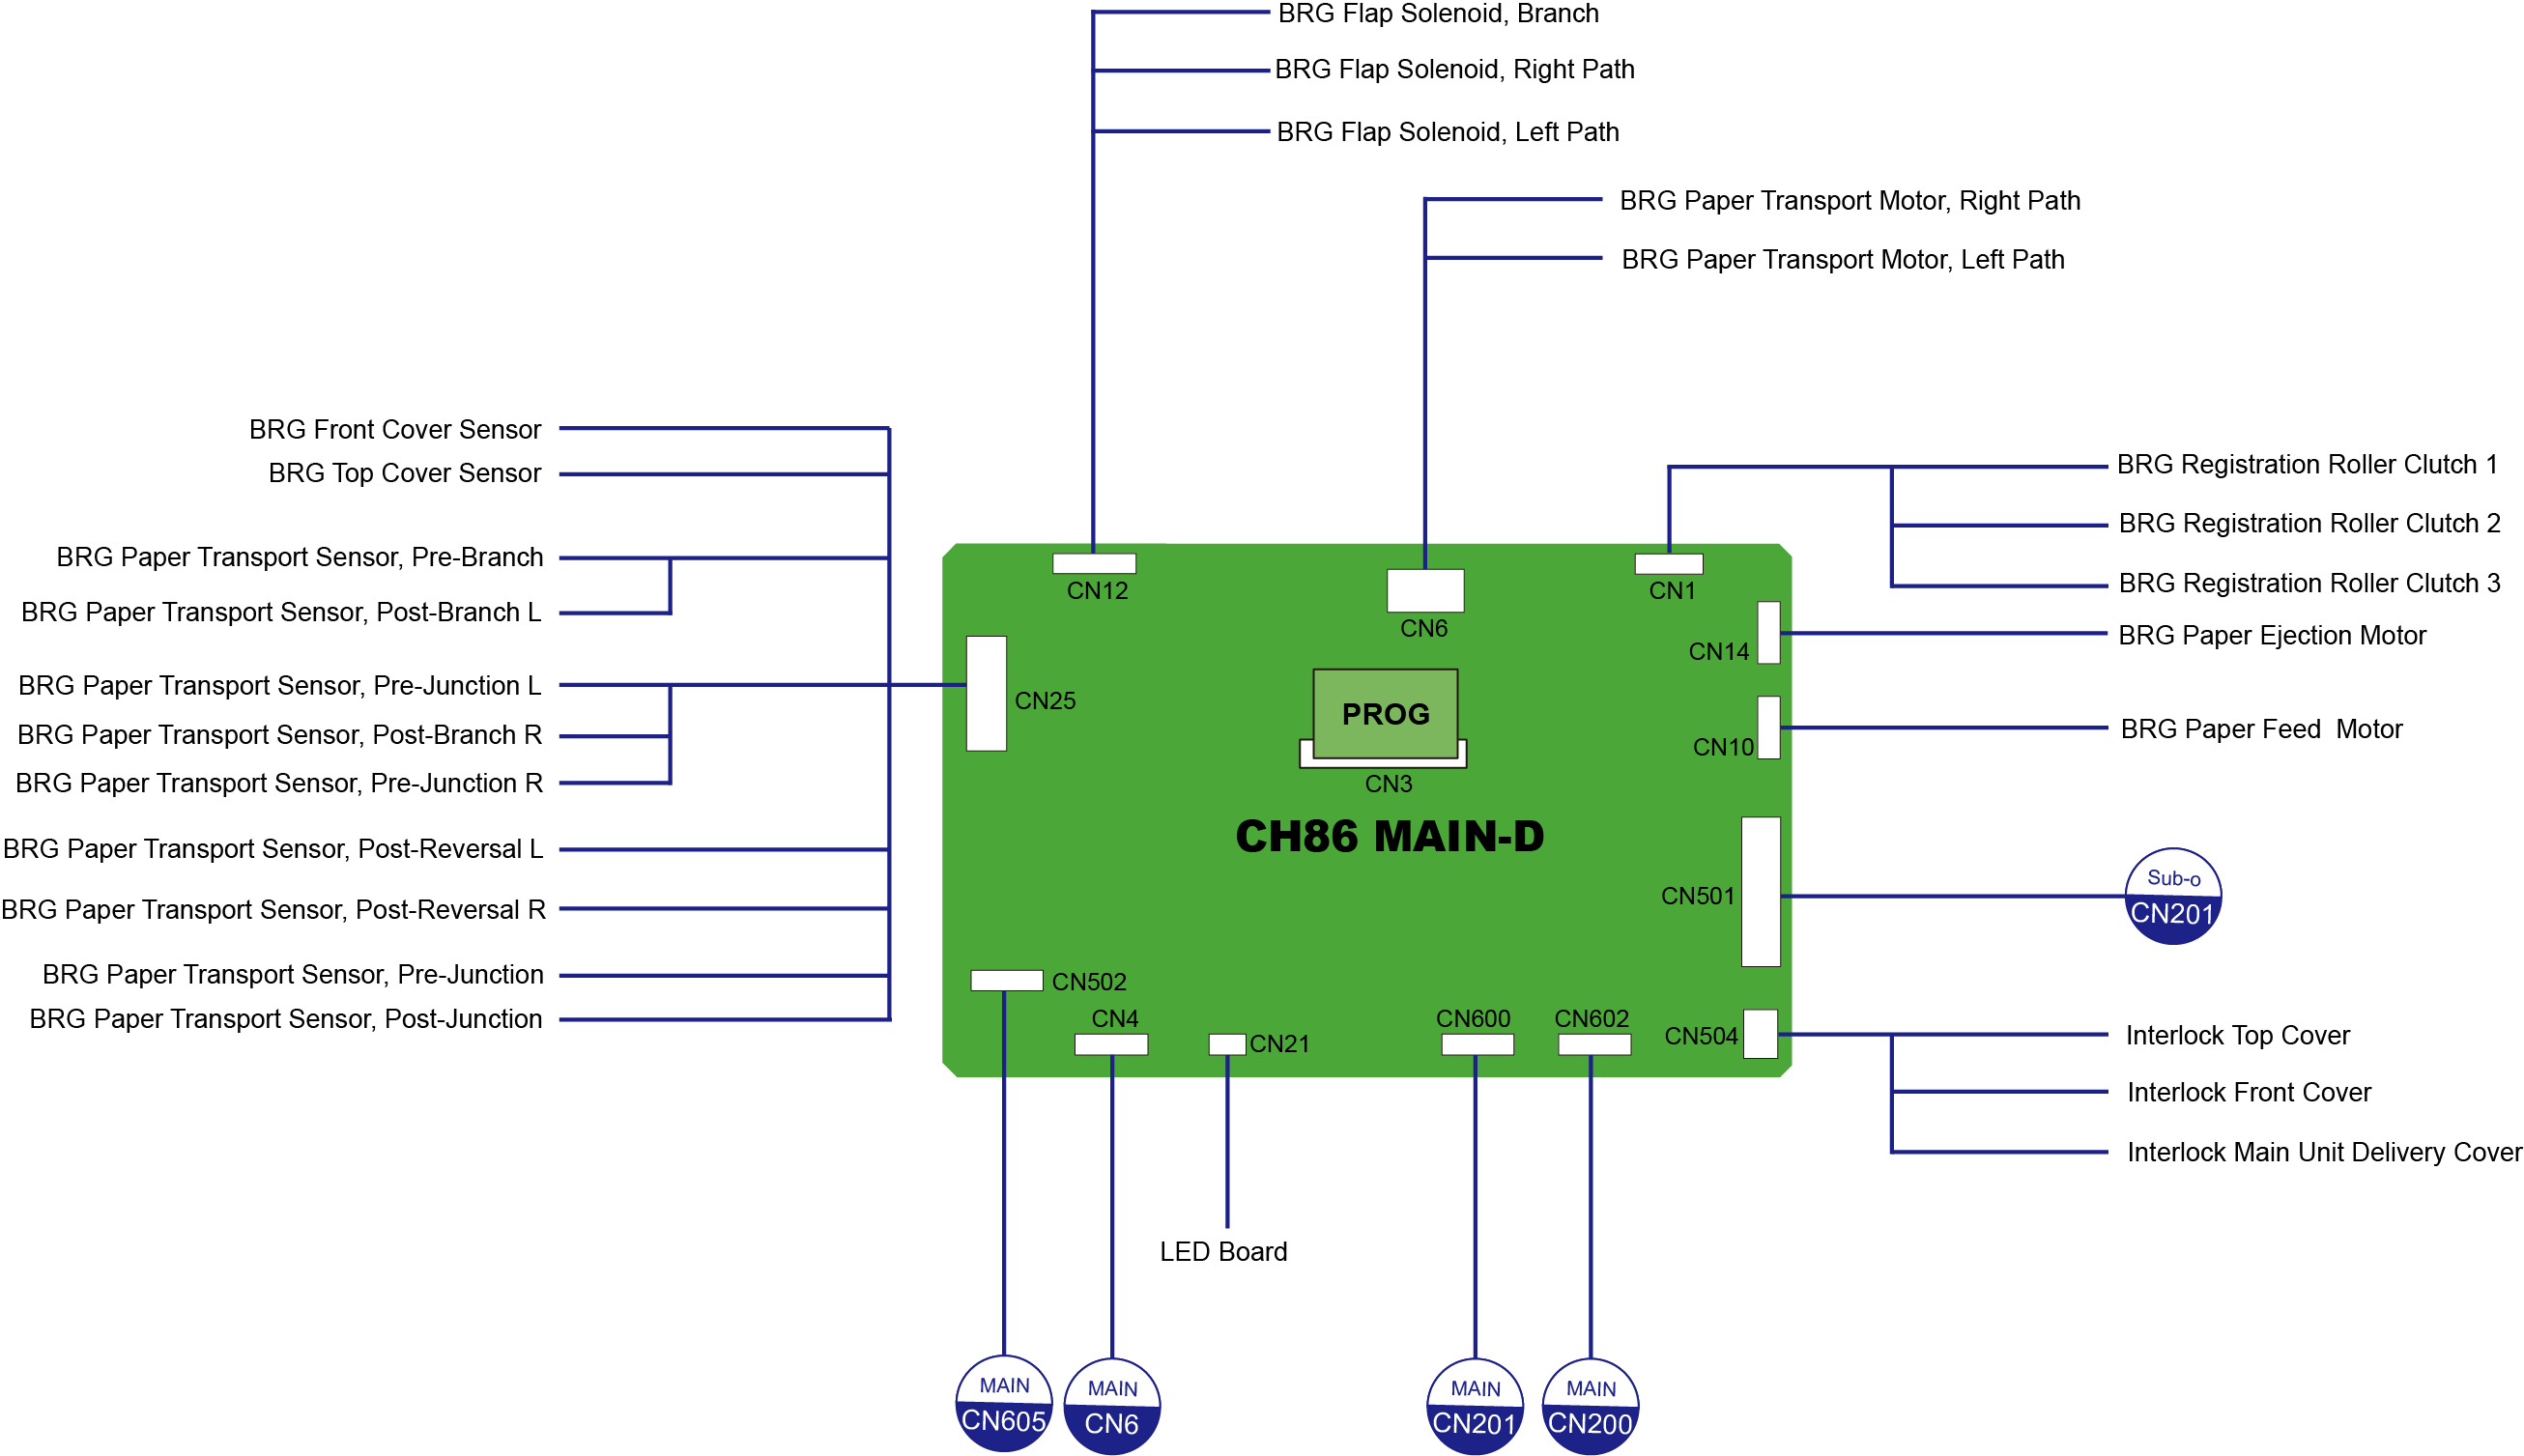 BRG Flap Solenoid, Branch
BRG Flap Solenoid, Right Path
BRG Flap Solenoid, Left Path
BRG Paper Transport Motor, Right Path
BRG Paper Transport Motor, Left Path
BRG Front Cover Sensor
BRG Top Cover Sensor
BRG Paper Transport Sensor, Pre-Branch
BRG Paper Transport Sensor, Post-Branch L
BRG Paper Transport Sensor, Pre-Junction L
BRG Paper Transport Sensor, Post-Branch R
BRG Paper Transport Sensor, Pre-Junction R
BRG Paper Transport Sensor, Post-Reversal L
BRG Paper Transport Sensor, Post-Reversal R
BRG Paper Transport Sensor, Pre-Junction
BRG Paper Transport Sensor, Post-Junction
CN12
CN6
CN1
CN14
CN25
PROG
CN10
CN3
CH86 MAIN-D
CN501
CN502
CN4
CN21
CN600
CN602
CN504
BRG Registration Roller Clutch 1
BRG Registration Roller Clutch 2
BRG Registration Roller Clutch 3
BRG Paper Ejection Motor
BRG Paper Feed  Motor
Sub-o
CN201
Interlock Top Cover
Interlock Front Cover
Interlock Main Unit Delivery Cover
LED Board
MAIN
CN605
MAIN
CN6
MAIN
CN201
MAIN
CN200